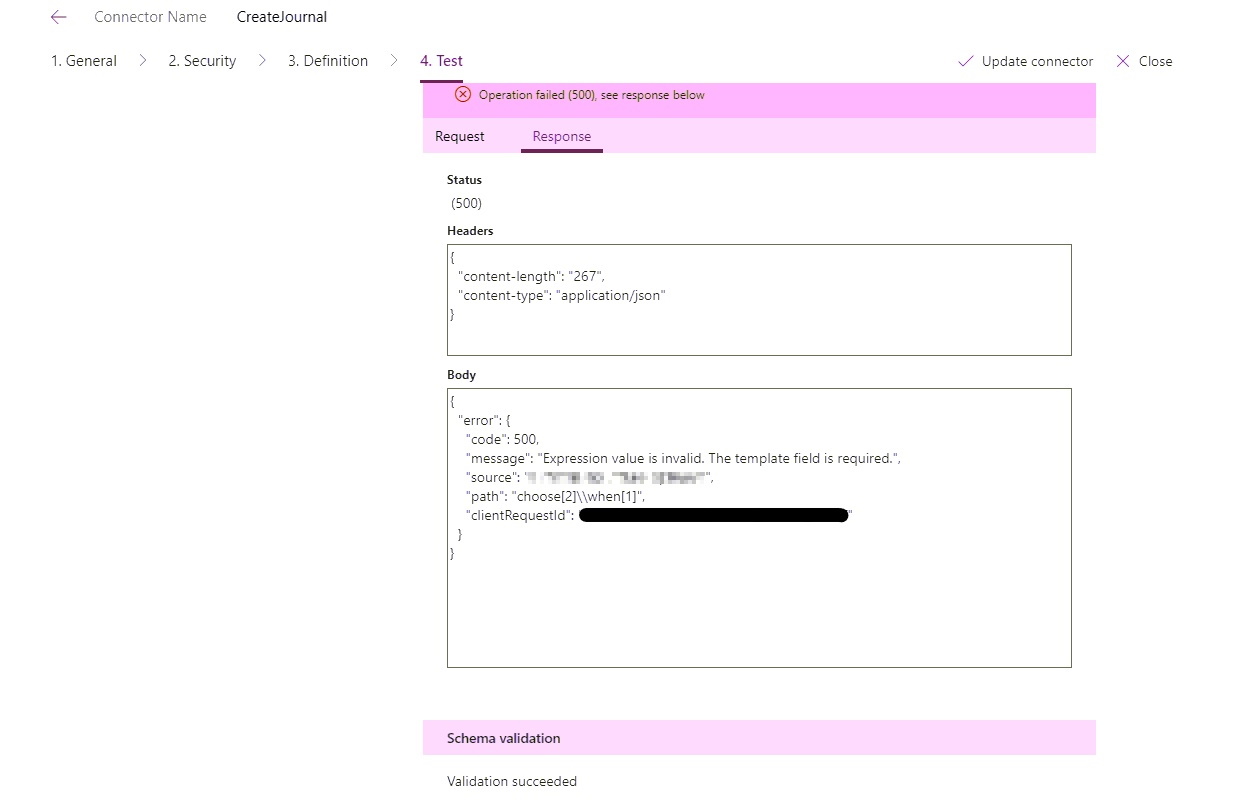 Connector Name CreateJournal
1. General 2. Security 3. Definition 4. Test Update connector Close
Operation failed (500), see response below
Request Response
Status
(500)
Headers
{
"content-length": "267",
"content-type": "application/json"
}
Body
{
"error": {
"code": 500,
"message": "Expression value is invalid. The template field is required.",
"source": " ",
"path": "choose[2]\\when[1]",
"clientRequestId": "
}
}
Schema validation
Validation succeeded